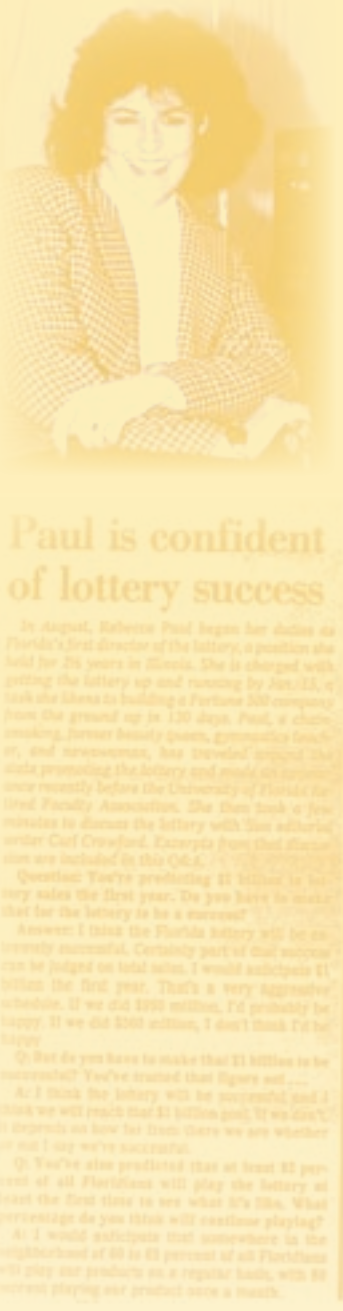 Paul is confident
of lottery success
In August, Rebecca Paul began her duties as
Florida's first director of the lottery, a position she
held for 2½ years in Illinois. She is charged with
getting the lottery up and running by Jan. 15, a
task she likens to building a Fortune 500 company
from the ground up in 120 days. Paul, a chain-
smoking, former beauty queen, gymnastics teach-
er, and newswoman, has traveled around the
state promoting the lottery and made an
recently before the University of Florida Re-
tired Faculty Association. She then took a few
minutes to discuss the lottery with Sun editorial
writer Curt Crawford. Excerpts from that
are included in this Q&A.
Question: You're predicting $1 billion in lot-
tery sales the first year. Do you have to make
that for the lottery to be a success?
Answer: I think the Florida lottery will be ex-
tremely successful. Certainly part of that success
can be judged on total sales. I would anticipate $1
billion the first year. That's a very aggressive
schedule. If we did $990 million, I'd probably be
happy. If we did $360 million, I don't think I'd be
happy.
Q: But do you have to make that $1 billion to be
successful? You've stated that figure
A: I think the lottery will be successful and I
think we will reach that $1 billion goal. If we don't,
it depends on how far from there we are whether
or not I say we're successful.
Q: You've also predicted that at least 82 per-
cent of all Floridians will play the lottery at
least the first time to see what it's like. What
percentage do you think will continue playing?
A: I would anticipate that somewhere in the
neighborhood of 60 to 65 percent of all Floridians
will play our products on a regular basis, with
percent playing our product once a month.